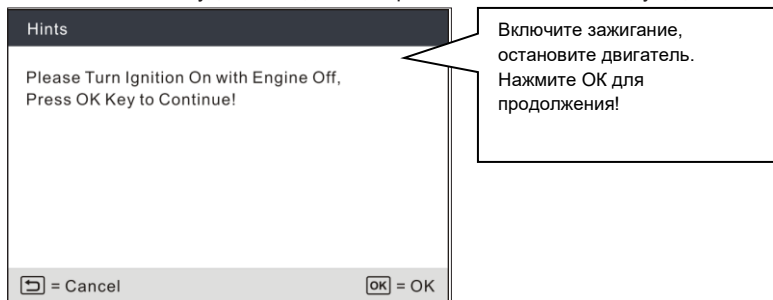 Hints
Please Turn Ignition On with Engine Off,
Press OK Key to Continue!
= Cancel
OK = OK
Включите зажигание,
остановите двигатель.
Нажмите ОК для
продолжения!